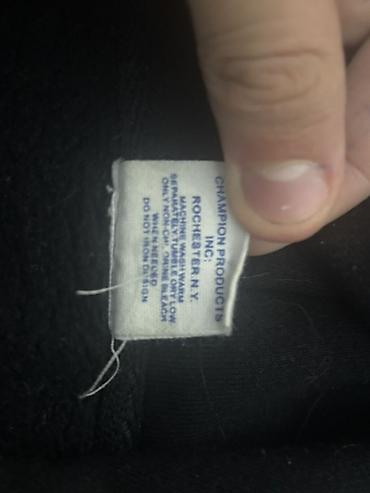 CHAMPION PRODUCTS
INC:
ROCHESTER N.Y.
MACHINE WASH WARM
SEPARATELY, TUMBLE DRY LOW
ONLY NON-CHLORINE BLEACH
WHEN NEEDED
DO NOT IRON DESIGN